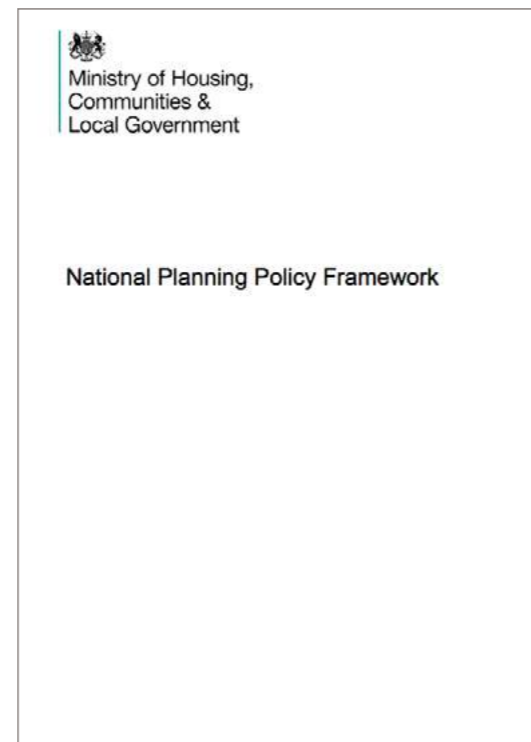 Ministry of Housing,
Communities &
Local Government
National Planning Policy Framework